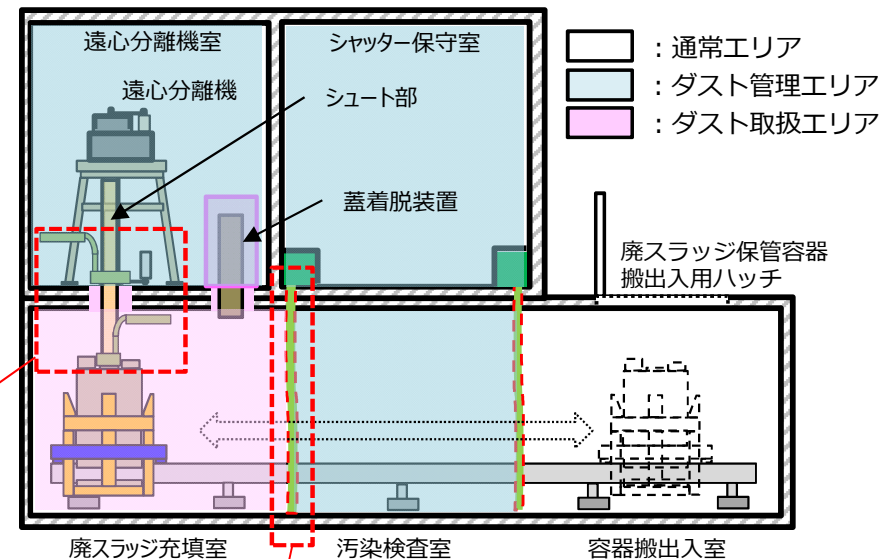 遠心分離機室
シャッター保守室
：通常エリア
：ダスト管理エリア
：ダスト取扱エリア
遠心分離機
シュート部
蓋着脱装置
廃スラッジ保管容器
搬出入用ハッチ
廃スラッジ充填室
汚染検査室
容器搬出入室